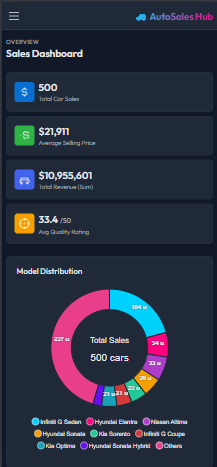 AutoSales Hub
OVERVIEW
Sales Dashboard
500
Total Car Sales
$21,911
Average Selling Price
$10,955,601
Total Revenue (Sum)
33.4 /50
Avg Quality Rating
Model Distribution
104 u
34 u
33 u
22 u
21 u
21 u
227 u
Total Sales
500 cars
Infiniti G Sedan
Hyundai Elantra
Nissan Altima
Hyundai Sonata
Kia Sorento
Infiniti G Coupe
Kia Optima
Hyundai Sonata Hybrid
Others